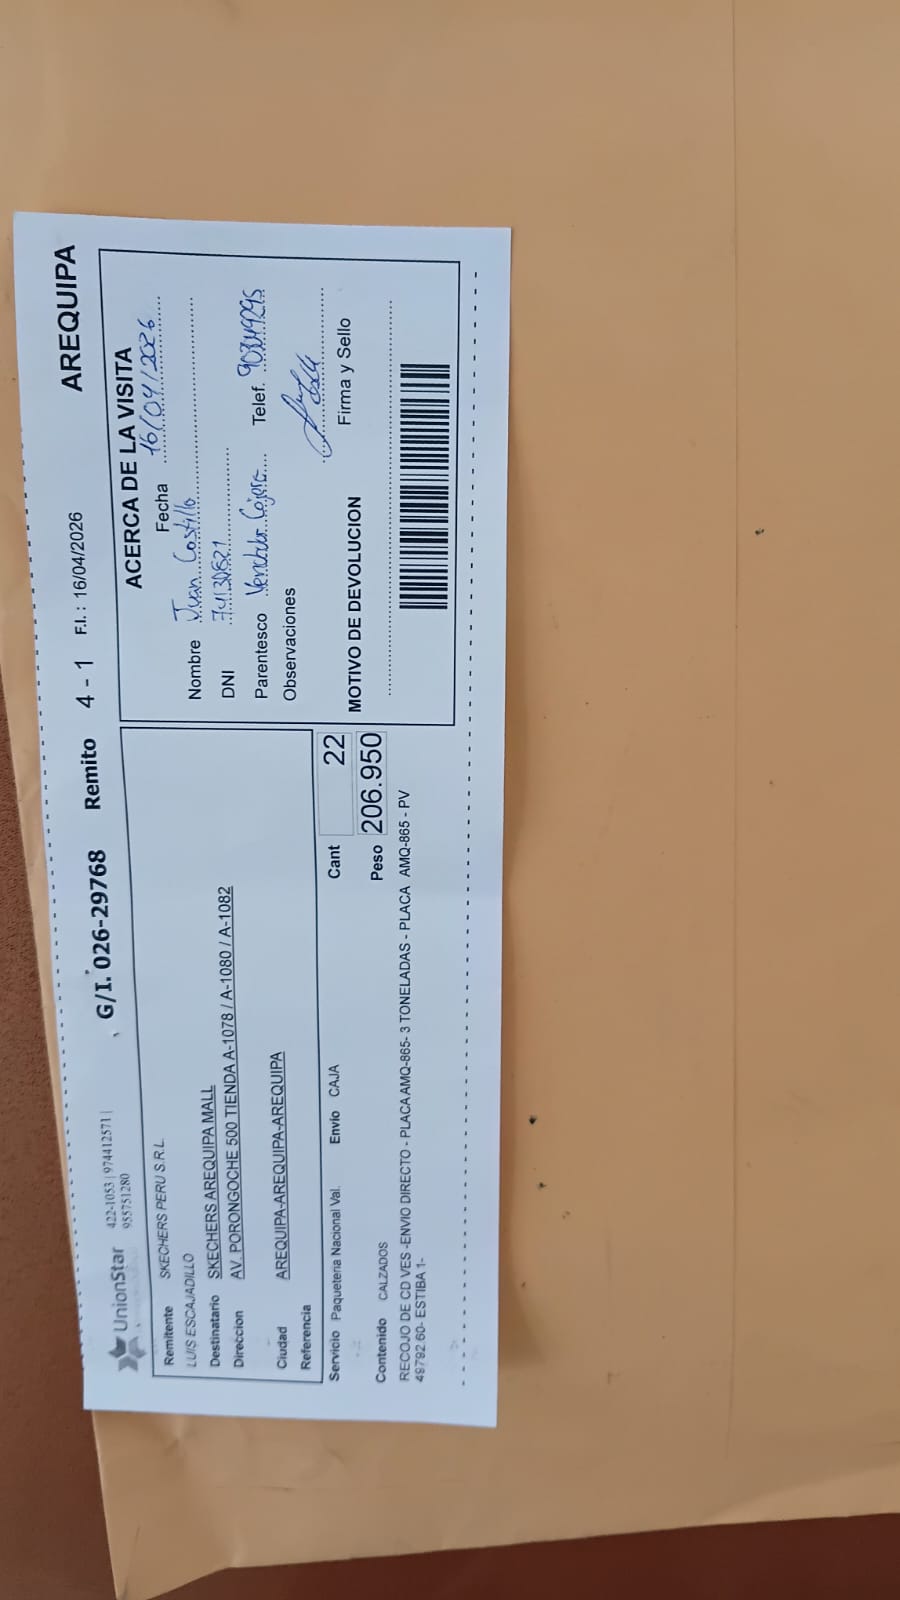 UnionStar
422-1053 | 974412571 |
955751280
G/I. 026-29768 Remito 4 - 1 F.I.: 16/04/2026 AREQUIPA
Remitente SKECHERS PERU S.R.L.
LUIS ESCAJADILLO
Destinatario SKECHERS AREQUIPA MALL
Direccion AV. PORONGOCHE 500 TIENDA A-1078 / A-1080 / A-1082
Ciudad AREQUIPA-AREQUIPA-AREQUIPA
Referencia
Servicio Paqueteria Nacional Val. Envío CAJA Cant 22
Contenido CALZADOS Peso 206.950
RECOJO DE CD VES -ENVIO DIRECTO - PLACA AMQ-865- 3 TONELADAS - PLACA AMQ-865 - PV
49792.60- ESTIBA 1-
ACERCA DE LA VISITA
Fecha 16/04/2026
Nombre Juan Castillo
DNI 74130821
Parentesco Vendedor Cajero Telef.
Observaciones
Firma y Sello
MOTIVO DE DEVOLUCION